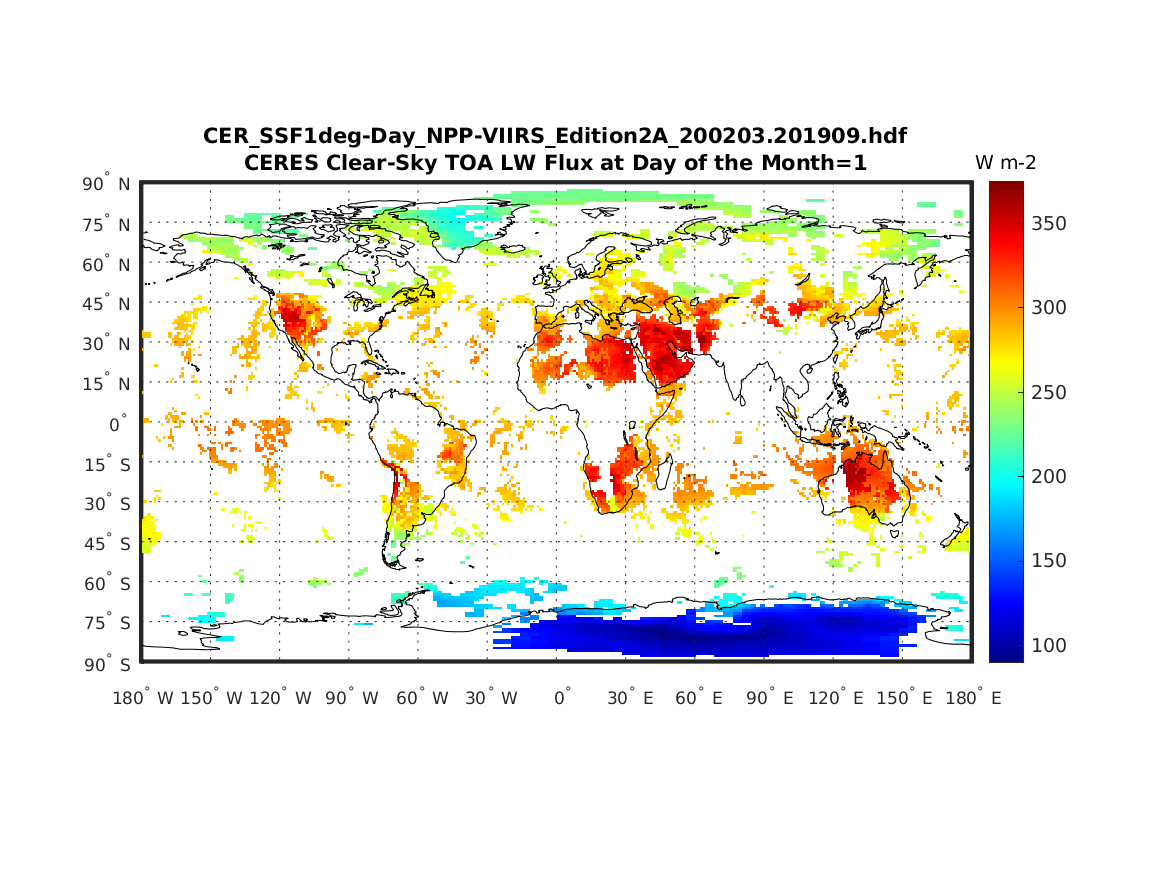 CER_SSF1deg-Day_NPP-VIIRS_Edition2A_200203.201909.hdf
CERES Clear-Sky TOA LW Flux at Day of the Month=1
W m-2
90° N
75° N
60° N
45° N
30° N
15° N
0°
15° S
30° S
45° S
60° S
75° S
90° S
350
300
250
200
150
100
180° W 150° W 120° W 90° W 60° W 30° W 0° 30° E 60° E 90° E 120° E 150° E 180° E